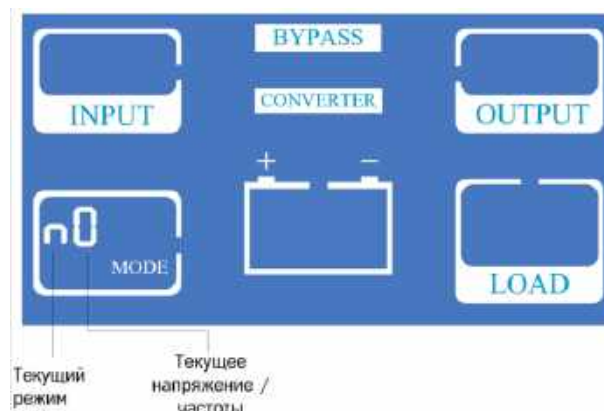 BYPASS
INPUT
CONVERTER
OUTPUT
+ −
n0
MODE
LOAD
Текущий
режим
Текущее
напряжение /
частоты